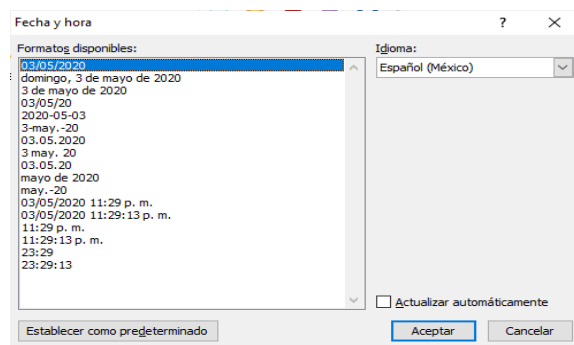 Fecha y hora ?
Formatos disponibles:
Idioma:
03/05/2020
Español (México)
domingo, 3 de mayo de 2020
3 de mayo de 2020
03/05/20
2020-05-03
3-may.-20
03.05.2020
3 may. 20
03.05.20
mayo de 2020
may.-20
03/05/2020 11:29 p. m.
03/05/2020 11:29:13 p. m.
11:29 p. m.
11:29:13 p. m.
23:29
23:29:13
Actualizar automáticamente
Establecer como predeterminado
Aceptar
Cancelar